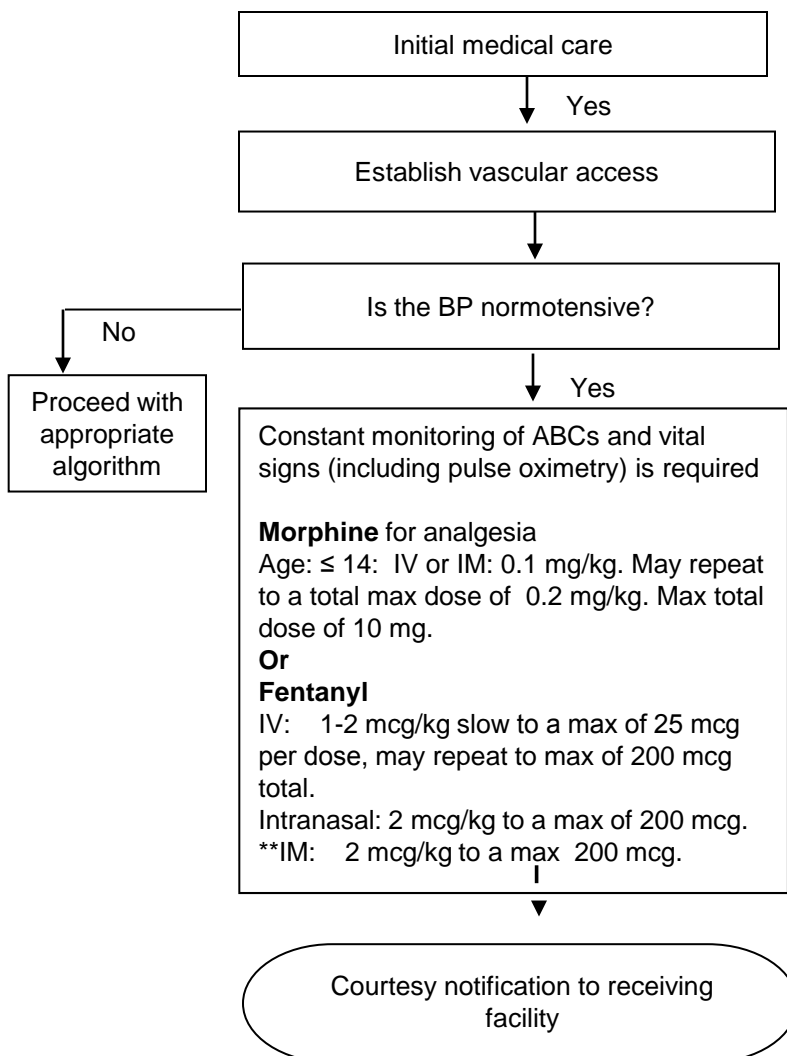 Initial medical care
Yes
Establish vascular access
Is the BP normotensive?
No
Yes
Proceed with
appropriate
algorithm
Constant monitoring of ABCs and vital
signs (including pulse oximetry) is required
Morphine for analgesia
Age: ≤ 14: IV or IM: 0.1 mg/kg. May repeat
to a total max dose of 0.2 mg/kg. Max total
dose of 10 mg.
Or
Fentanyl
IV: 1-2 mcg/kg slow to a max of 25 mcg
per dose, may repeat to max of 200 mcg
total.
Intranasal: 2 mcg/kg to a max of 200 mcg.
**IM: 2 mcg/kg to a max 200 mcg.
Courtesy notification to receiving
facility